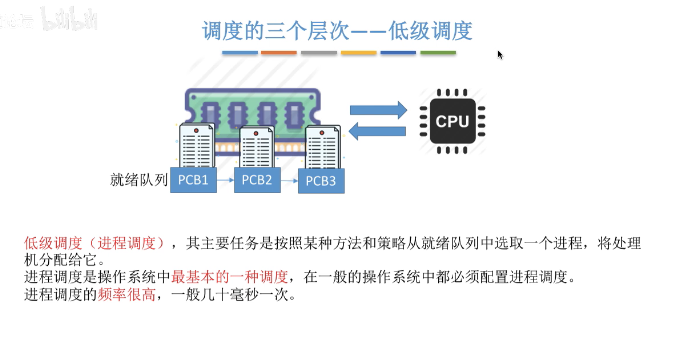 bilibili
调度的三个层次——低级调度
CPU
就绪队列 PCB1 PCB2 PCB3
低级调度（进程调度），其主要任务是按照某种方法和策略从就绪队列中选取一个进程，将处理
机分配给它。
进程调度是操作系统中最基本的一种调度，在一般的操作系统中都必须配置进程调度。
进程调度的频率很高，一般几十毫秒一次。